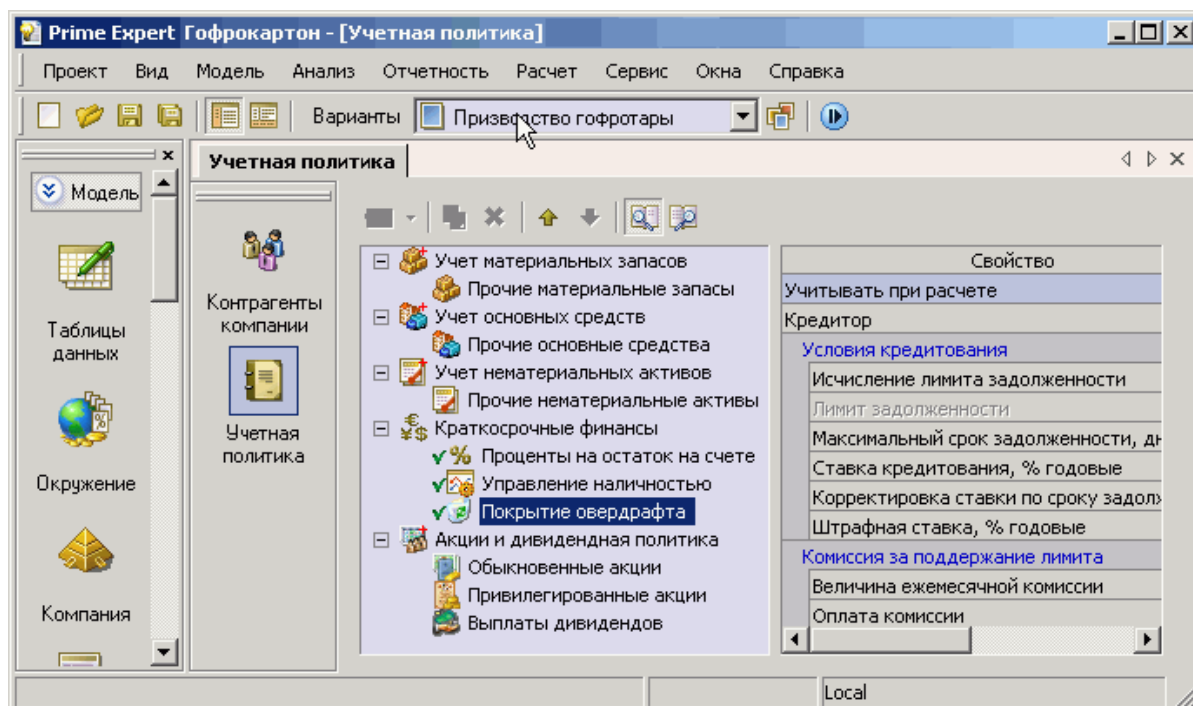 Prime Expert Гофрокартон - [Учетная политика]
Проект Вид Модель Анализ Отчетность Расчет Сервис Окна Справка
Варианты Призводство гофротары
Модель
Таблицы
данных
Окружение
Компания
Учетная политика
Контрагенты
компании
Учетная
политика
Учет материальных запасов
Прочие материальные запасы
Учет основных средств
Прочие основные средства
Учет нематериальных активов
Прочие нематериальные активы
Краткосрочные финансы
Проценты на остаток на счете
Управление наличностью
Покрытие овердрафта
Акции и дивидендная политика
Обыкновенные акции
Привилегированные акции
Выплаты дивидендов
Свойство
Учитывать при расчете
Кредитор
Условия кредитования
Исчисление лимита задолженности
Лимит задолженности
Максимальный срок задолженности, дн
Ставка кредитования, % годовые
Корректировка ставки по сроку задолж
Штрафная ставка, % годовые
Комиссия за поддержание лимита
Величина ежемесячной комиссии
Оплата комиссии
Local